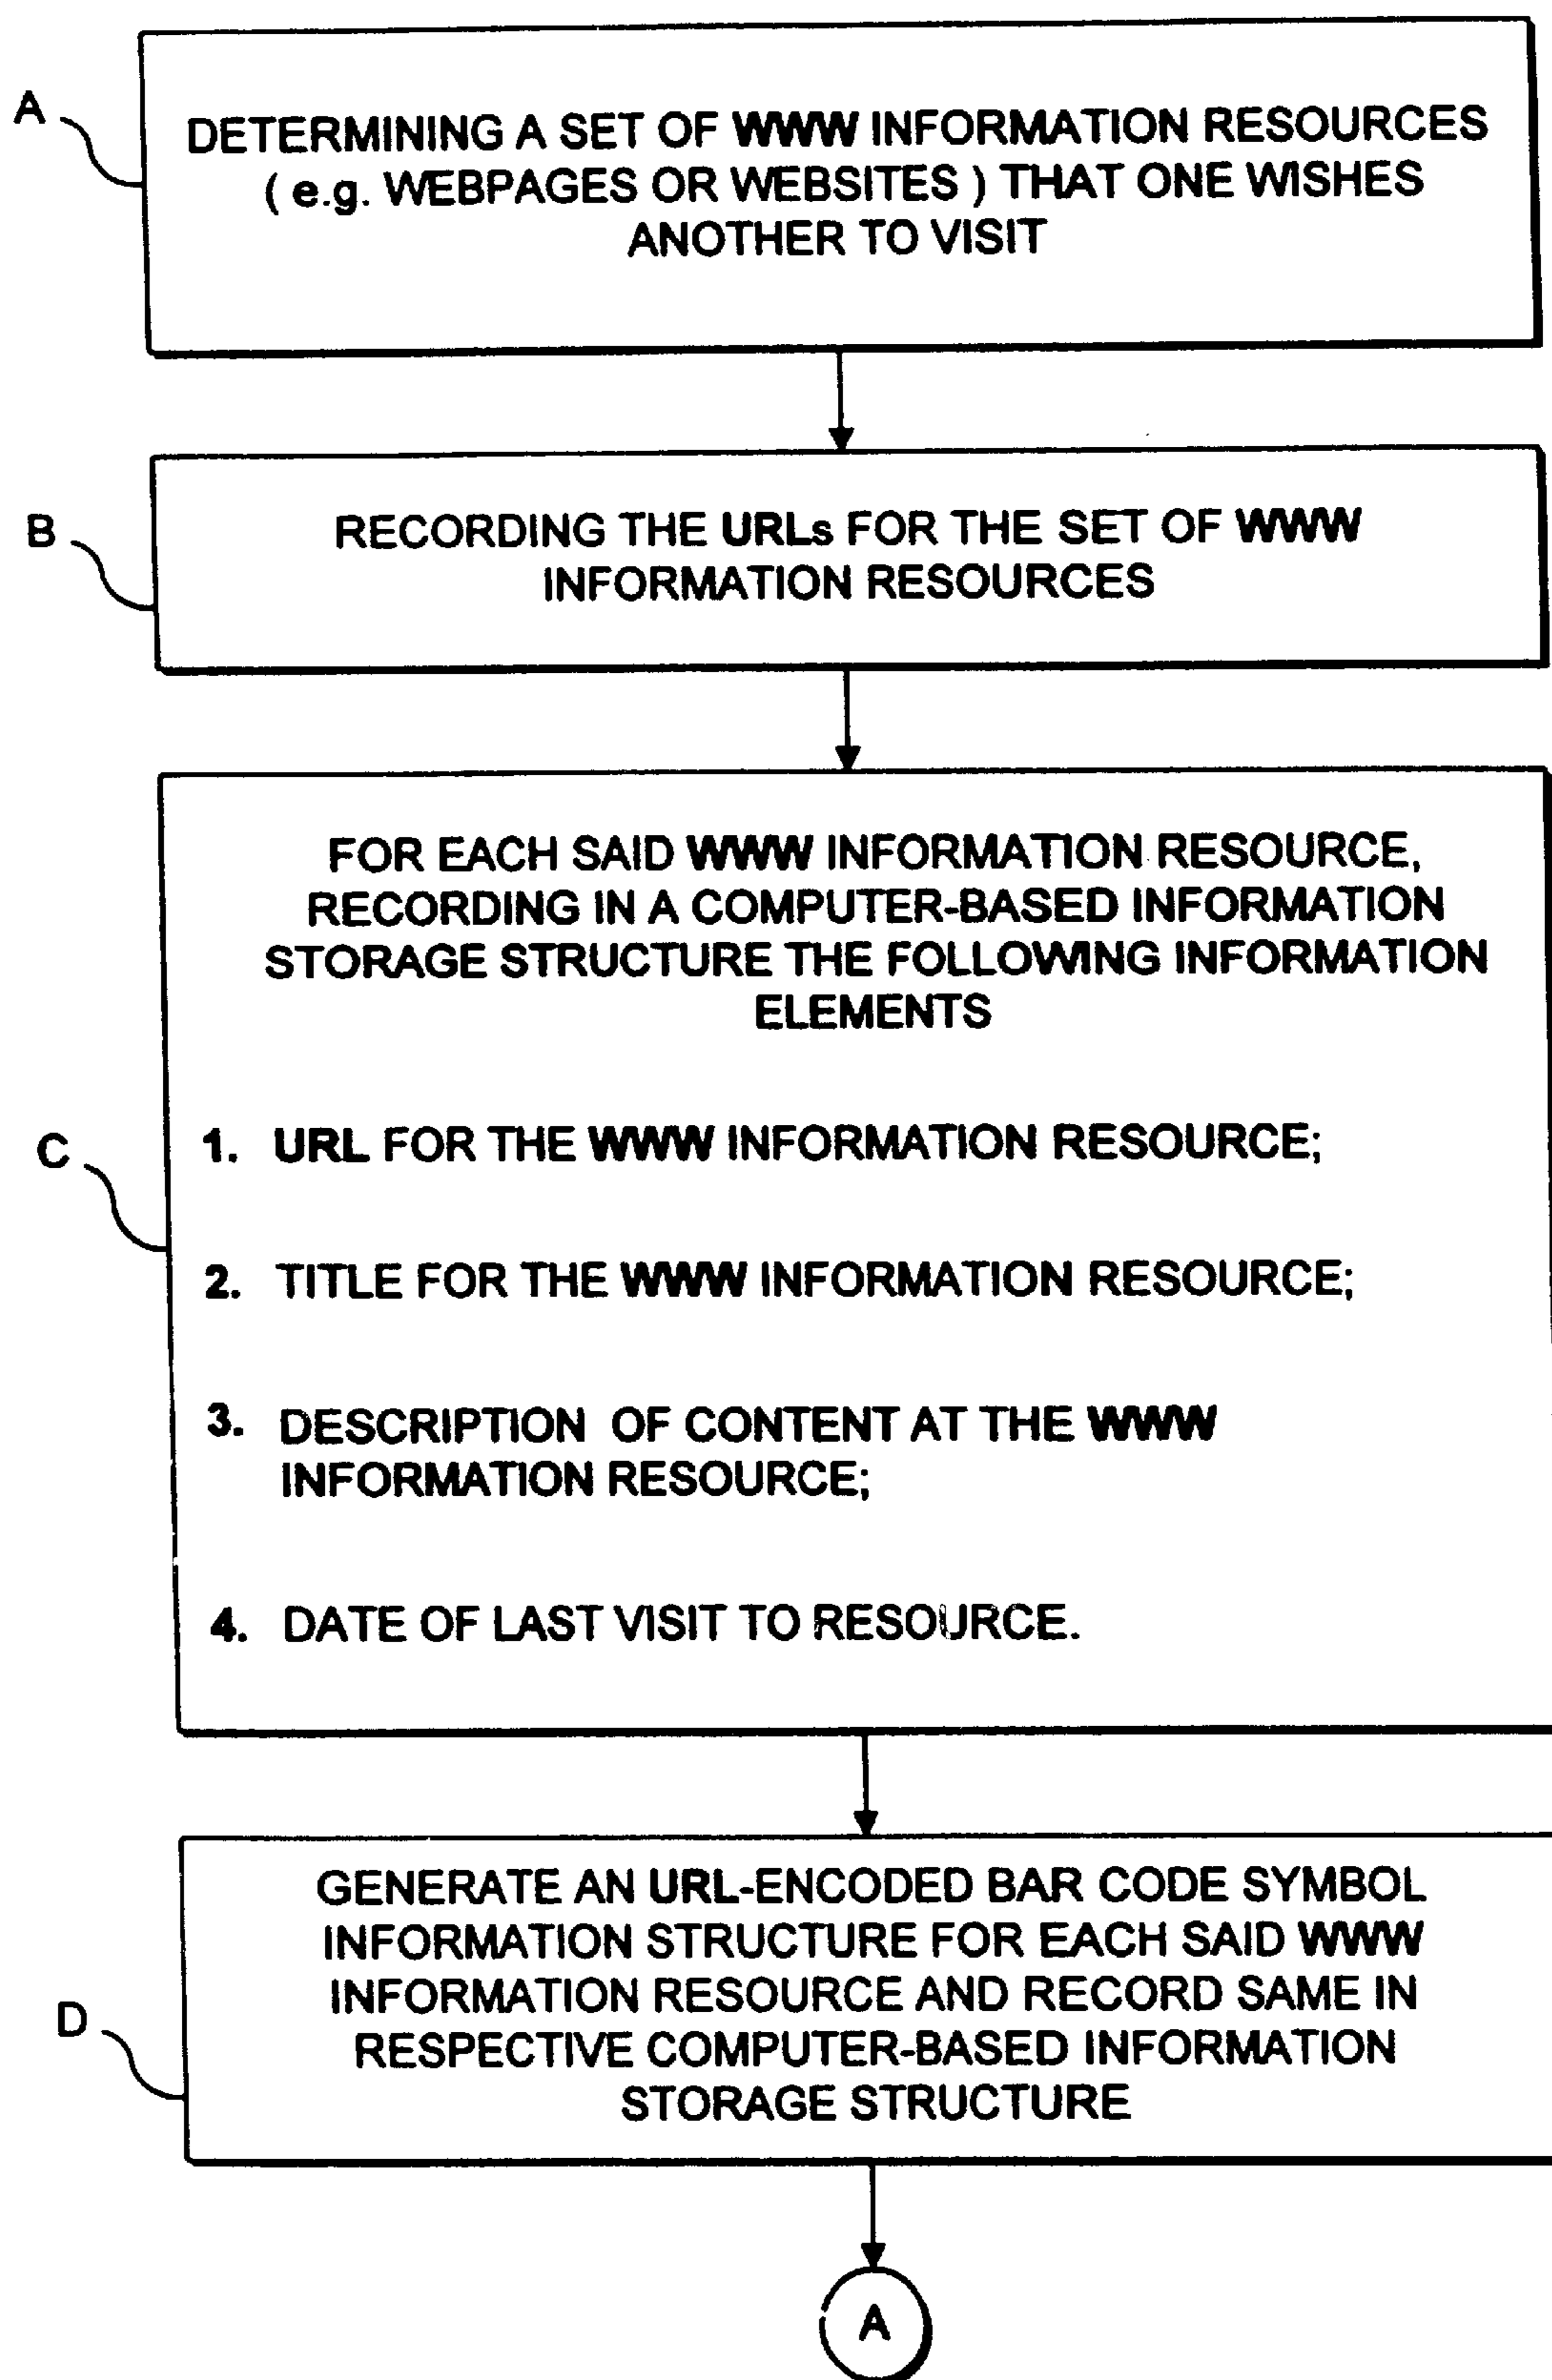 A
DETERMINING A SET OF WWW INFORMATION RESOURCES
( e.g. WEBPAGES OR WEBSITES ) THAT ONE WISHES
ANOTHER TO VISIT
B
RECORDING THE URLs FOR THE SET OF WWW
INFORMATION RESOURCES
FOR EACH SAID WWW INFORMATION RESOURCE,
RECORDING IN A COMPUTER-BASED INFORMATION
STORAGE STRUCTURE THE FOLLOWING INFORMATION
ELEMENTS
C
1. URL FOR THE WWW INFORMATION RESOURCE;
2. TITLE FOR THE WWW INFORMATION RESOURCE;
3. DESCRIPTION OF CONTENT AT THE WWW
INFORMATION RESOURCE;
4. DATE OF LAST VISIT TO RESOURCE.
D
GENERATE AN URL-ENCODED BAR CODE SYMBOL
INFORMATION STRUCTURE FOR EACH SAID WWW
INFORMATION RESOURCE AND RECORD SAME IN
RESPECTIVE COMPUTER-BASED INFORMATION
STORAGE STRUCTURE
A